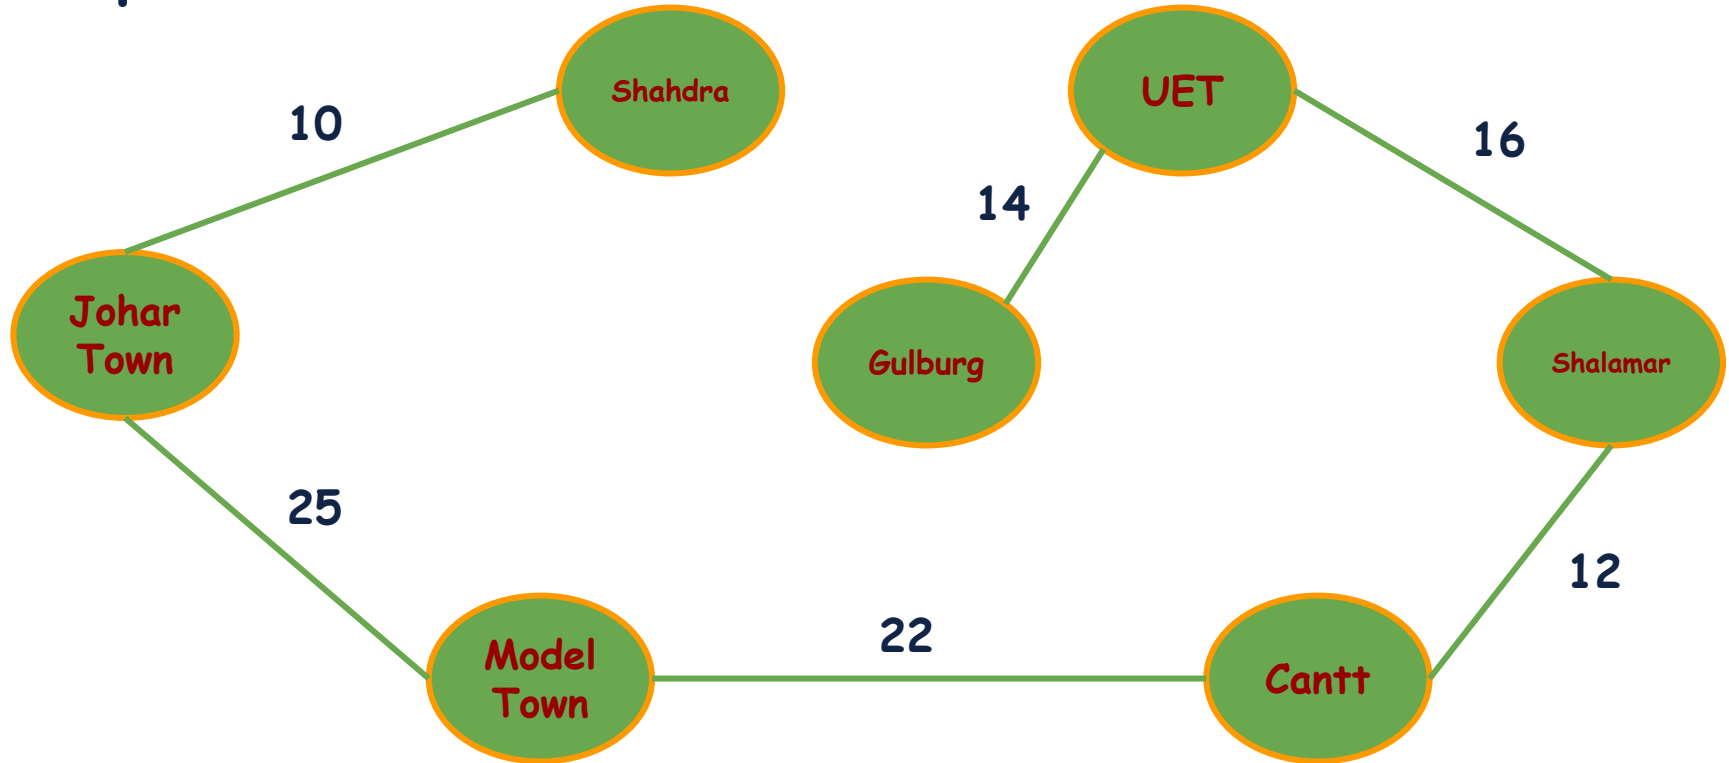 Shahdra
UET
10
16
14
Johar
Town
Gulburg
Shalamar
25
12
22
Model
Town
Cantt